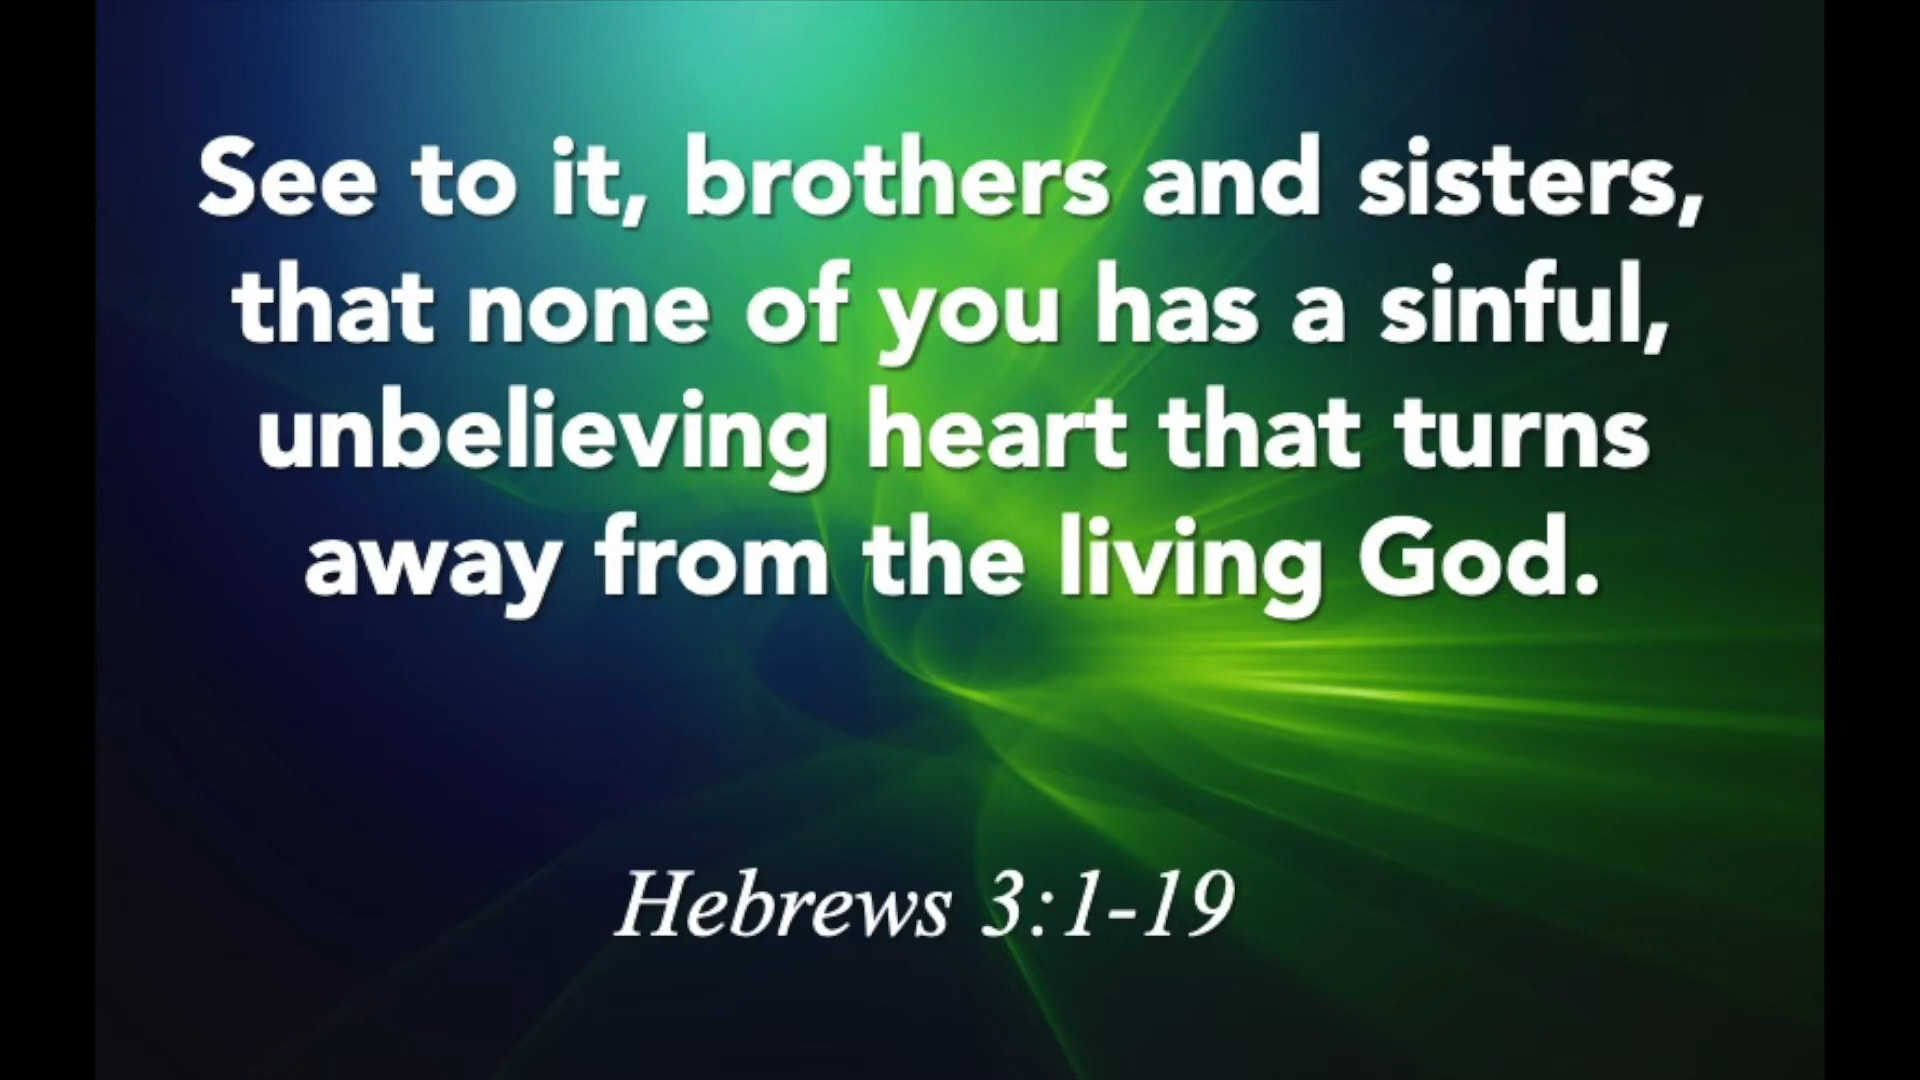 See to it, brothers and sisters,
that none of you has a sinful,
unbelieving heart that turns
away from the living God.
Hebrews 3:1-19